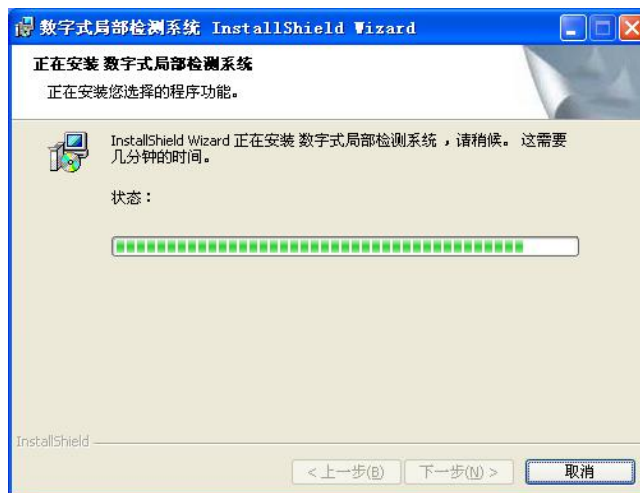 数字式局部检测系统 InstallShield Wizard
正在安装 数字式局部检测系统
正在安装您选择的程序功能。
InstallShield Wizard 正在安装 数字式局部检测系统 ，请稍候。 这需要
几分钟的时间。
状态：
InstallShield
<上一步(B) 下一步(N) > 取消